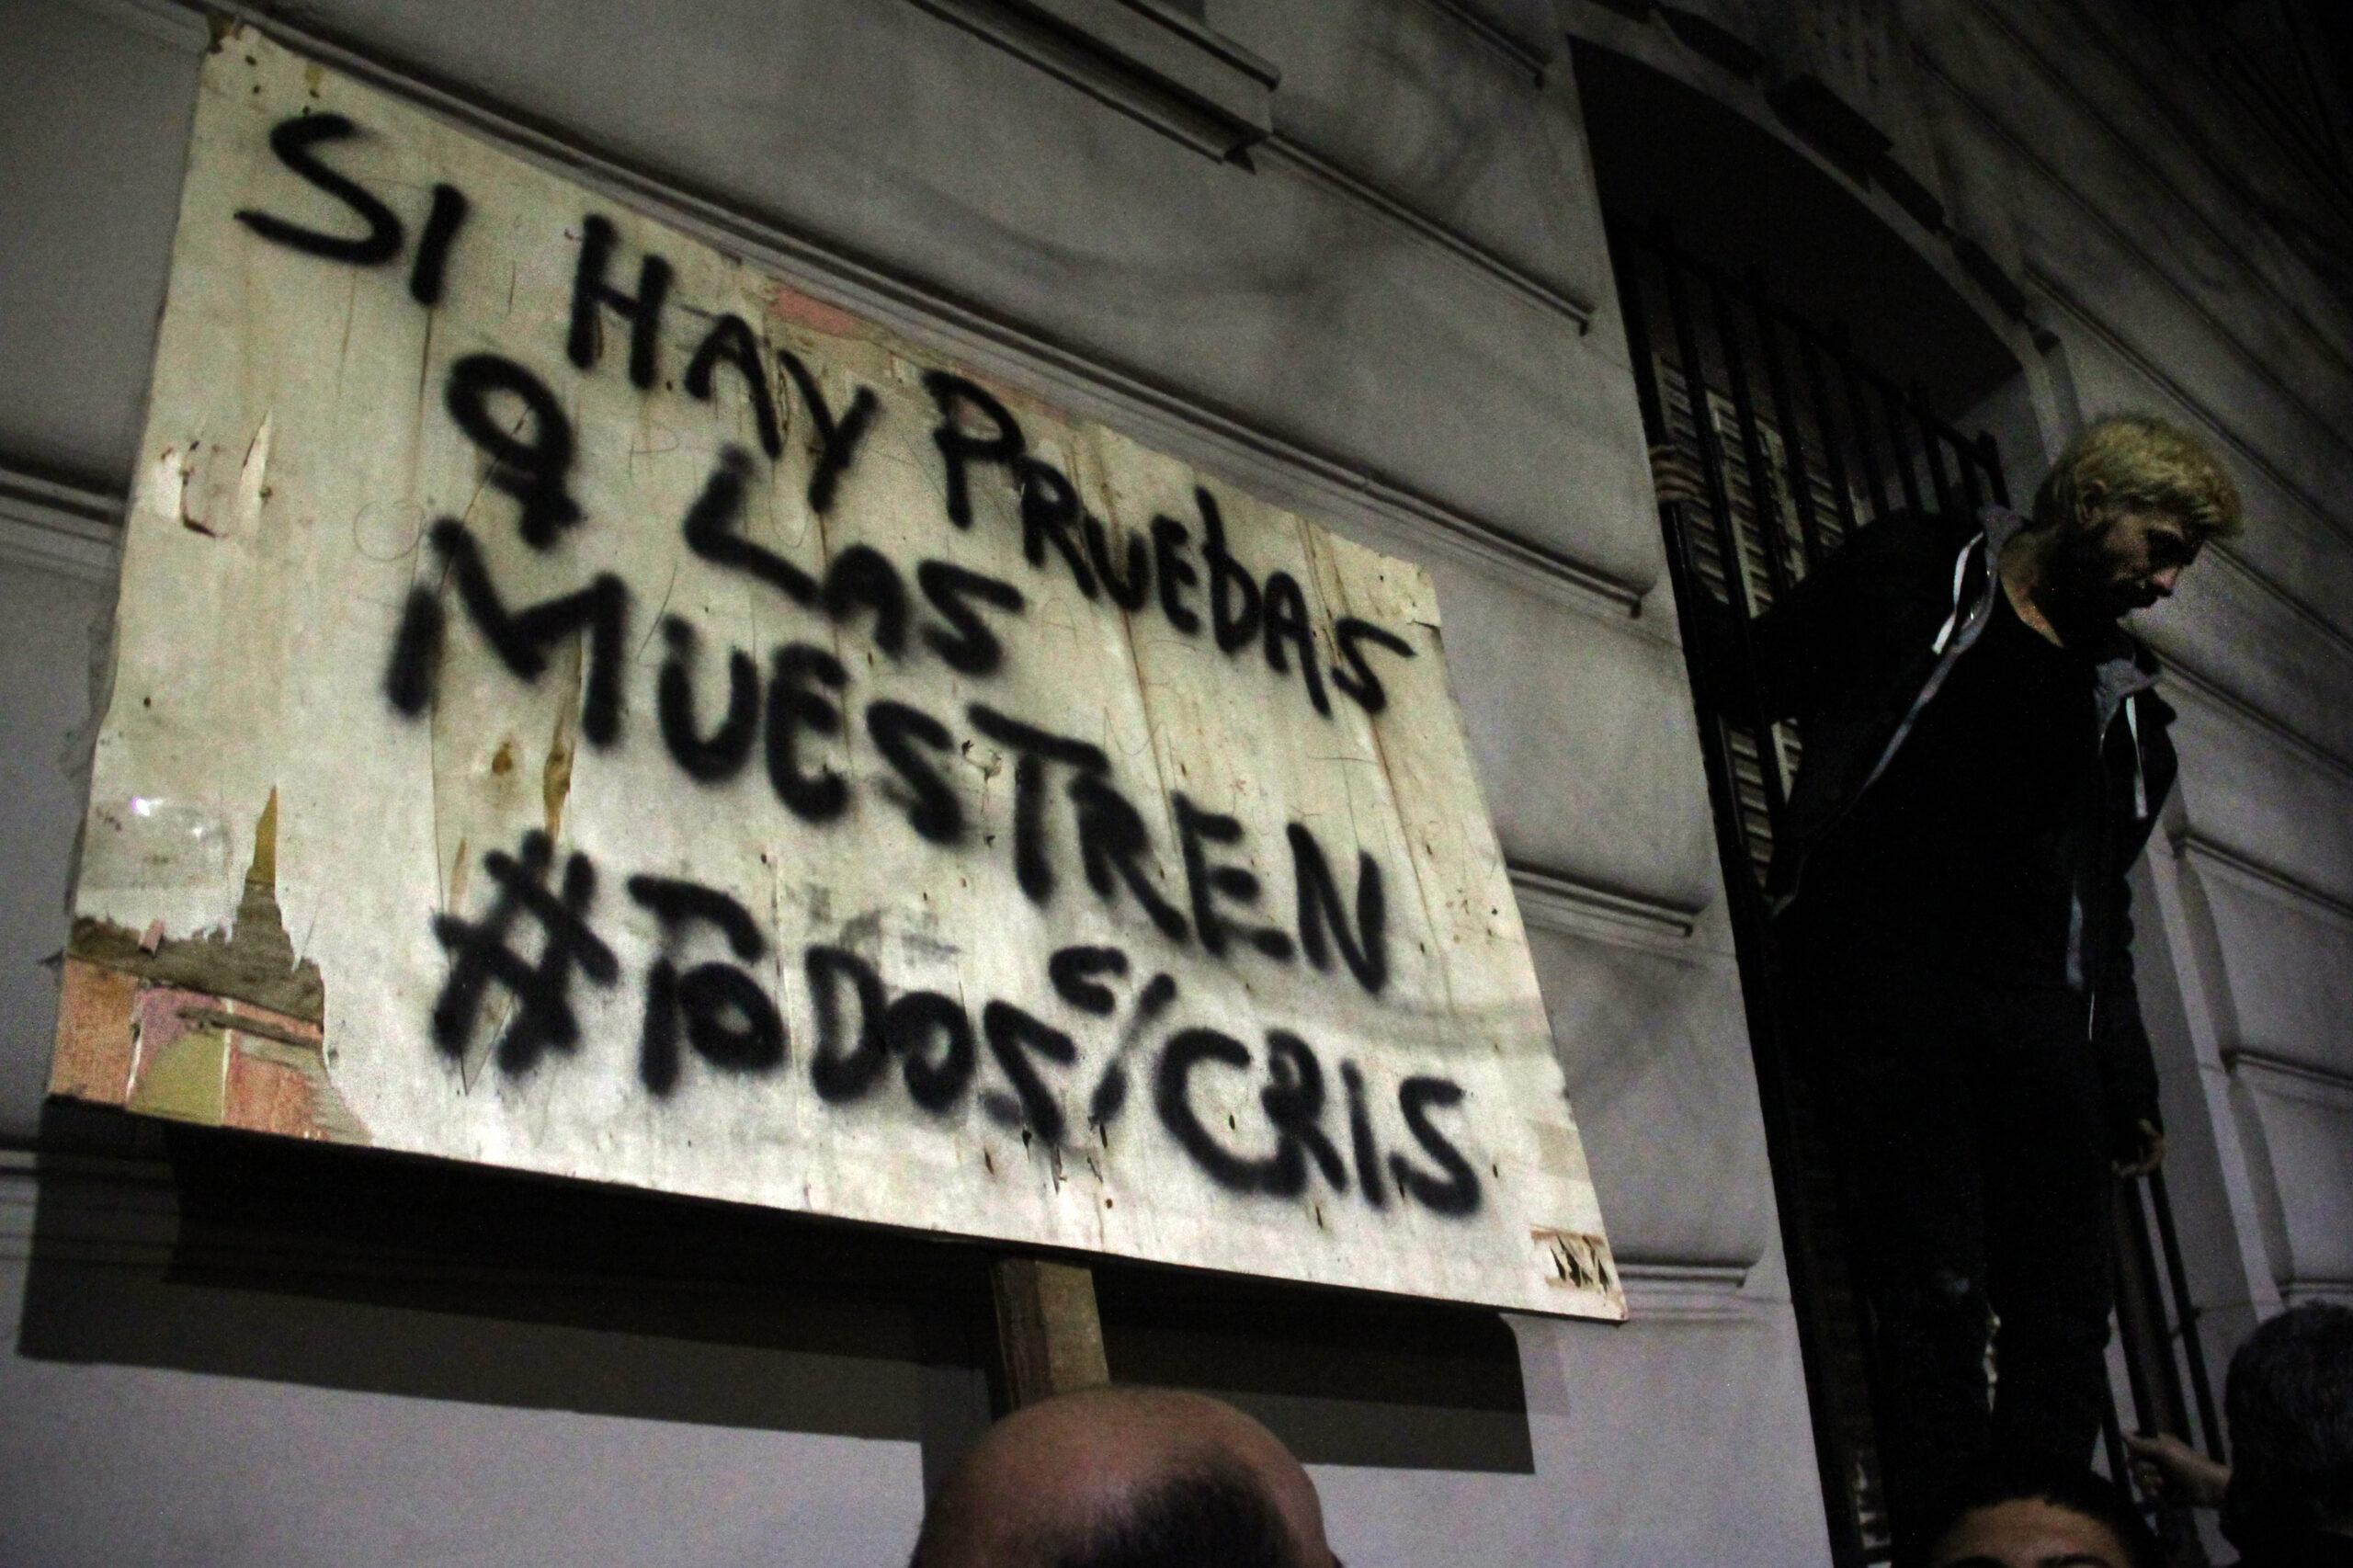 SI HAY PRUEbAS
Q LAS
MUESTREN
#TODOS C/ CRIS